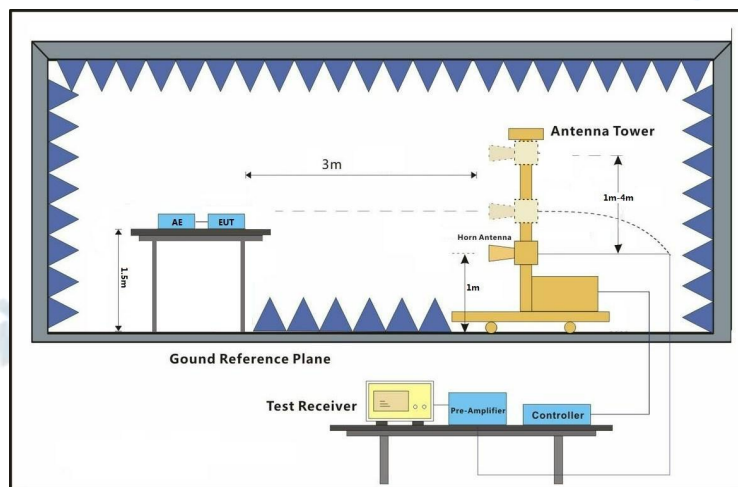 Antenna Tower
3m
1m-4m
AE
EUT
Horn Antenna
1.5m
1m
Gound Reference Plane
Test Receiver
Pre-Amplifier
Controller